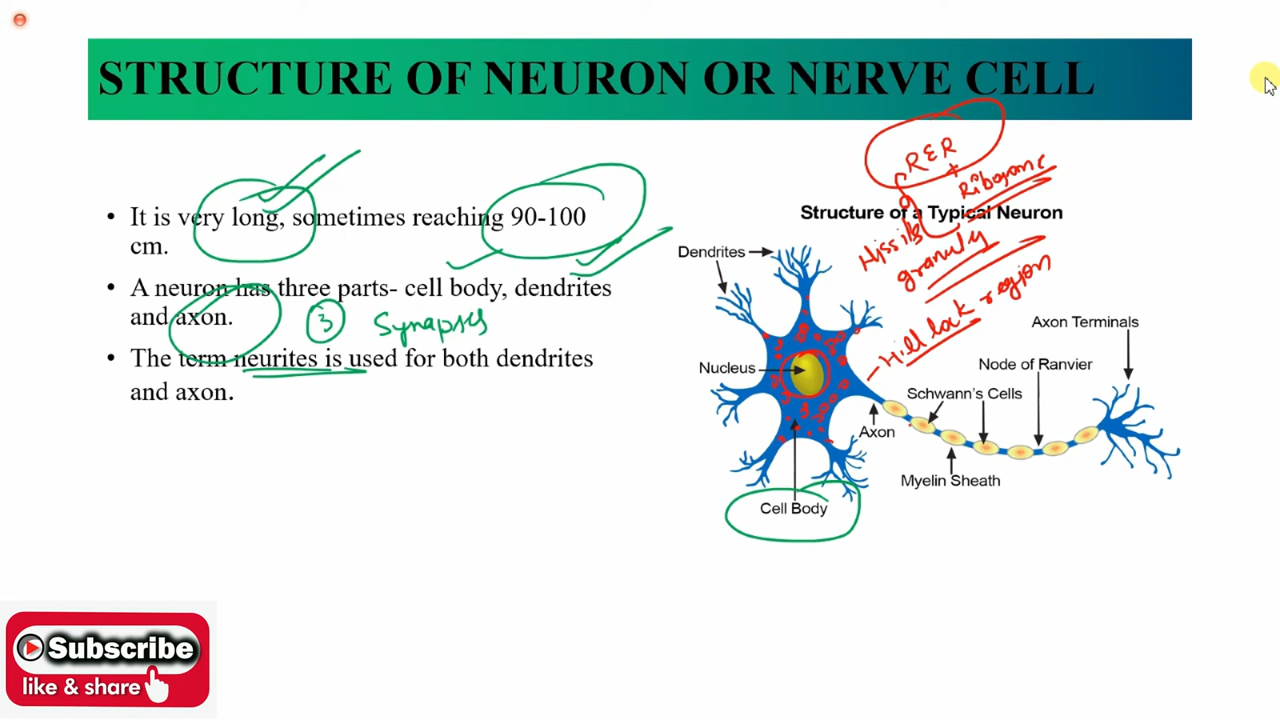 STRUCTURE OF NEURON OR NERVE CELL
• It is very long, sometimes reaching 90-100
cm.
• A neuron has three parts- cell body, dendrites
and axon.
③ Synapses
• The term neurites is used for both dendrites
and axon.
RER
+
Ribosome
Structure of a Typical Neuron
Nissil's
granuly
Hill lock region
Dendrites
Axon Terminals
Nucleus
Node of Ranvier
Schwann's Cells
Axon
Myelin Sheath
Cell Body
Subscribe
like & share